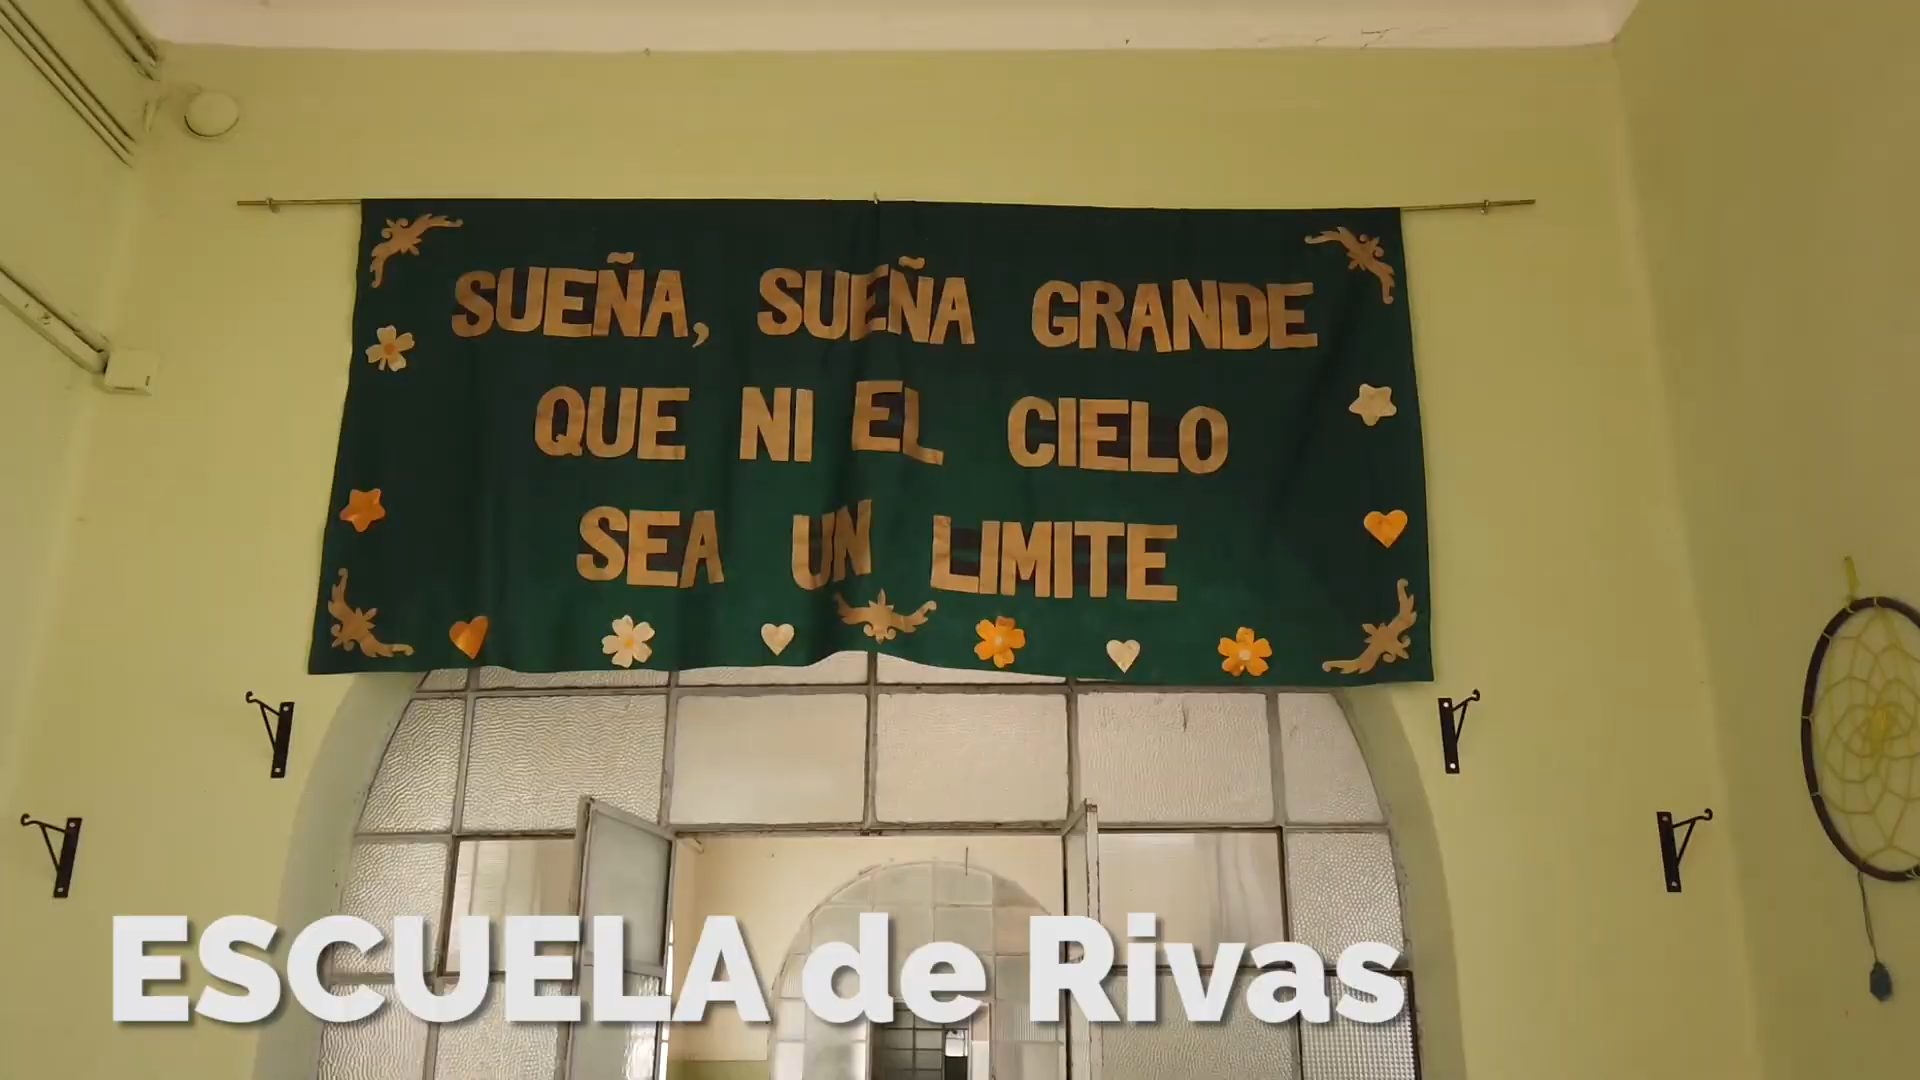 SUEÑA, SUEÑA GRANDE
QUE NI EL CIELO
SEA UN LIMITE
ESCUELA de Rivas